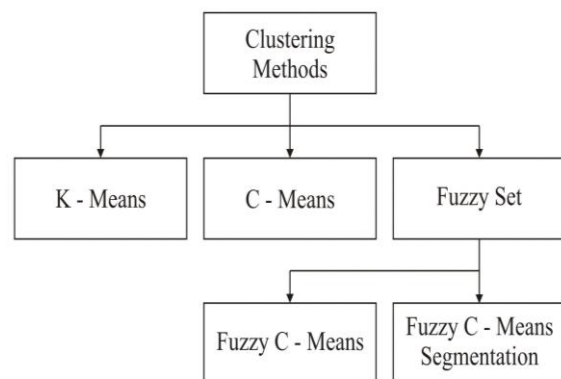 Clustering
Methods
K - Means
C - Means
Fuzzy Set
Fuzzy C - Means
Fuzzy C - Means
Segmentation